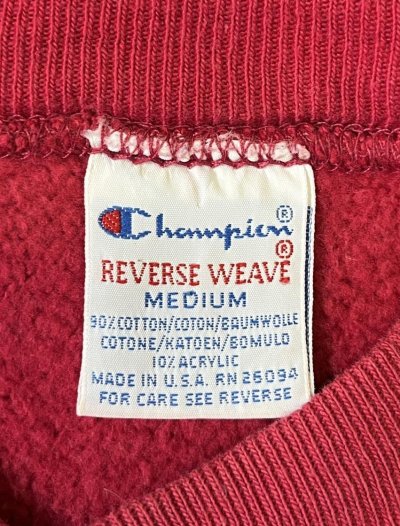 Champion®
REVERSE WEAVE®
MEDIUM
90% COTTON/COTON/BAUMWOLLE
COTONE/KATOEN/BOMULD
10% ACRYLIC
MADE IN U.S.A. RN 26094
FOR CARE SEE REVERSE